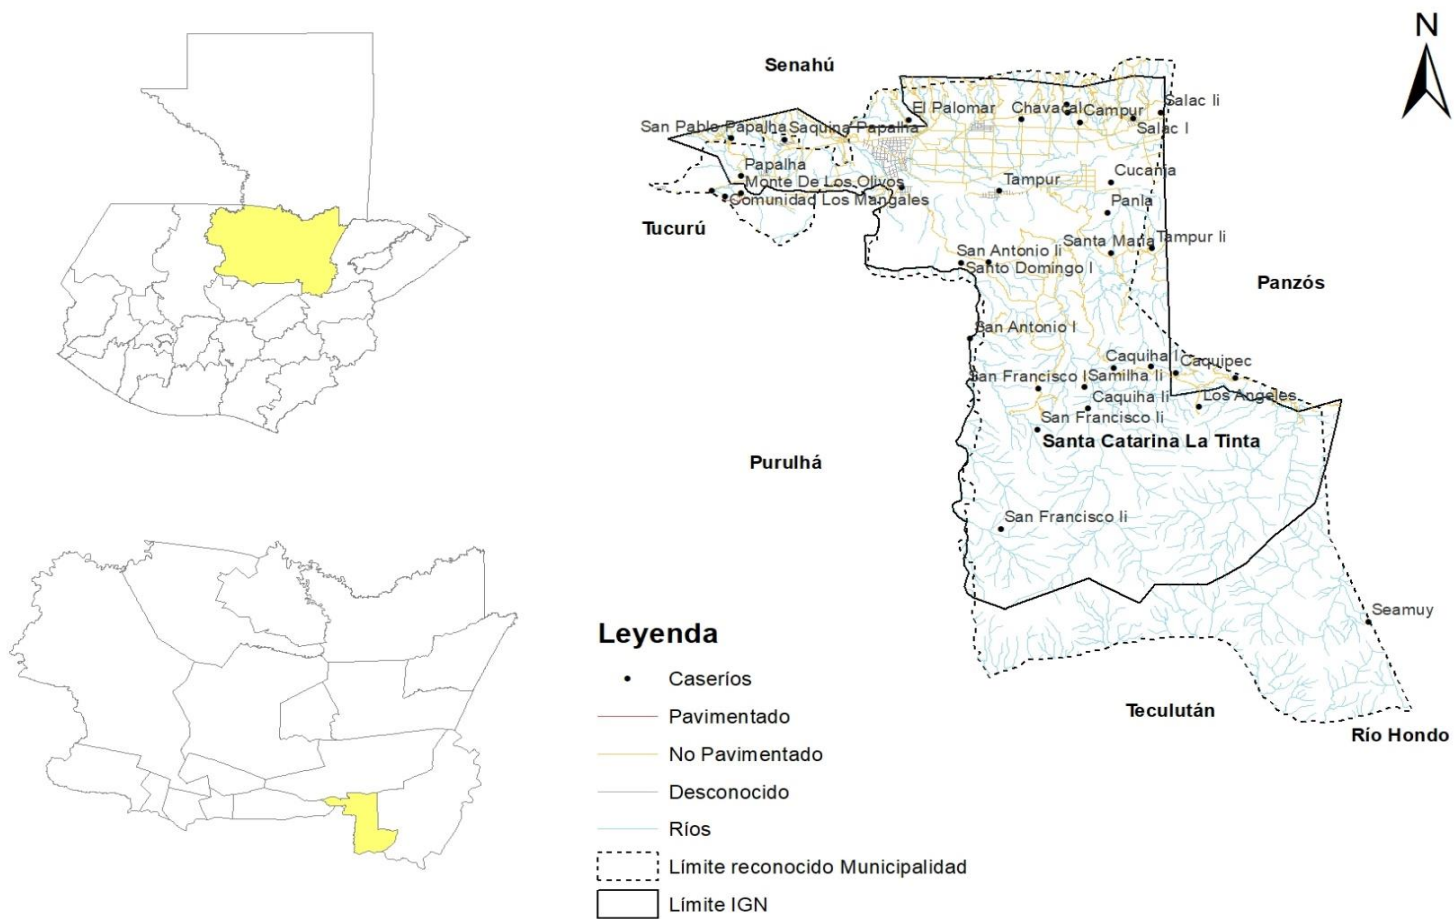 N
Senahú
El Palomar
Chavacal
Campur
Salac Ii
Salac I
San Pablo Papalha
Saquina Papalha
Papalha
Monte De Los Olivos
Comunidad Los Mangales
Tucurú
Tampur
Cucanja
Panla
San Antonio Ii
Santo Domingo I
Santa Maria
Tampur Ii
Panzós
San Antonio I
Caquiha I
Caquipec
San Francisco I
Samilha Ii
Caquiha Ii
Los Angeles
San Francisco Ii
Santa Catarina La Tinta
Purulhá
San Francisco Ii
Seamuy
Teculután
Río Hondo
Leyenda
Caseríos
Pavimentado
No Pavimentado
Desconocido
Ríos
Límite reconocido Municipalidad
Límite IGN